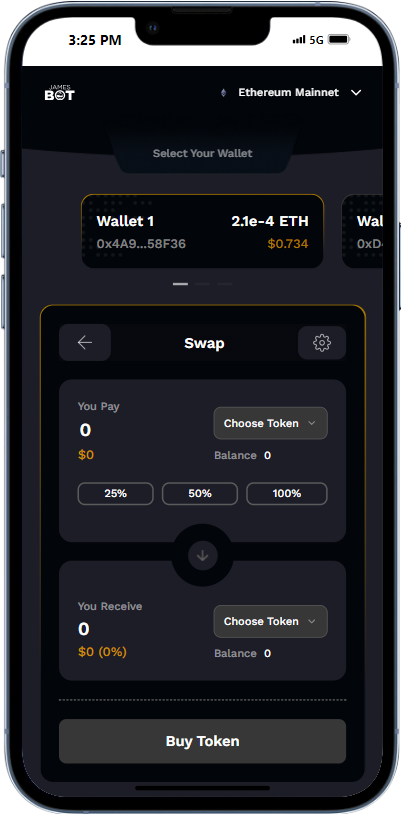 3:25 PM 5G
JAMES
BOT Ethereum Mainnet
Select Your Wallet
Wallet 1 2.1e-4 ETH Wal
0x4A9...58F36 $0.734 0xD
Swap
You Pay
0 Choose Token
$0 Balance 0
25% 50% 100%
You Receive
0 Choose Token
$0 (0%) Balance 0
Buy Token